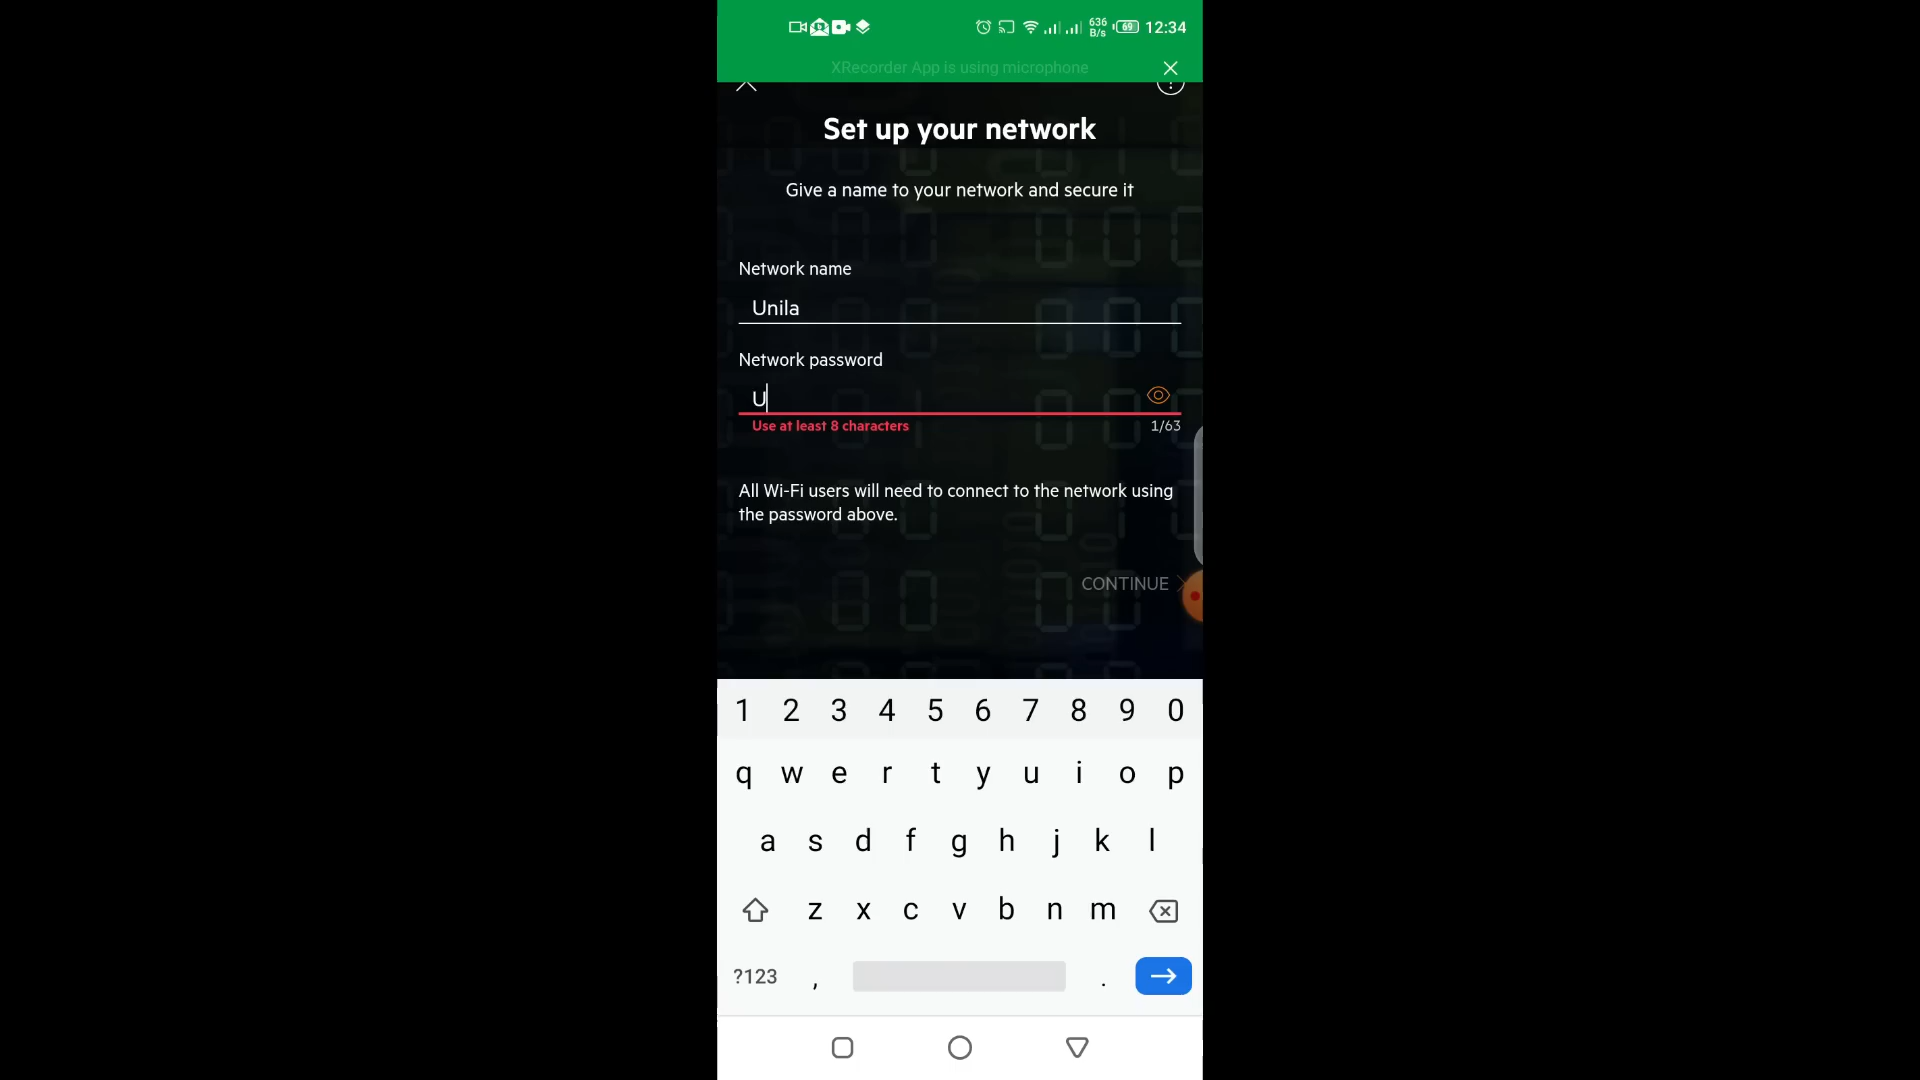 636
B/s
69
12:34
XRecorder App is using microphone
Set up your network
Give a name to your network and secure it
Network name
Unila
Network password
U
Use at least 8 characters
1/63
All Wi-Fi users will need to connect to the network using
the password above.
CONTINUE
1 2 3 4 5 6 7 8 9 0
q w e r t y u i o p
a s d f g h j k l
z x c v b n m
?123 , .